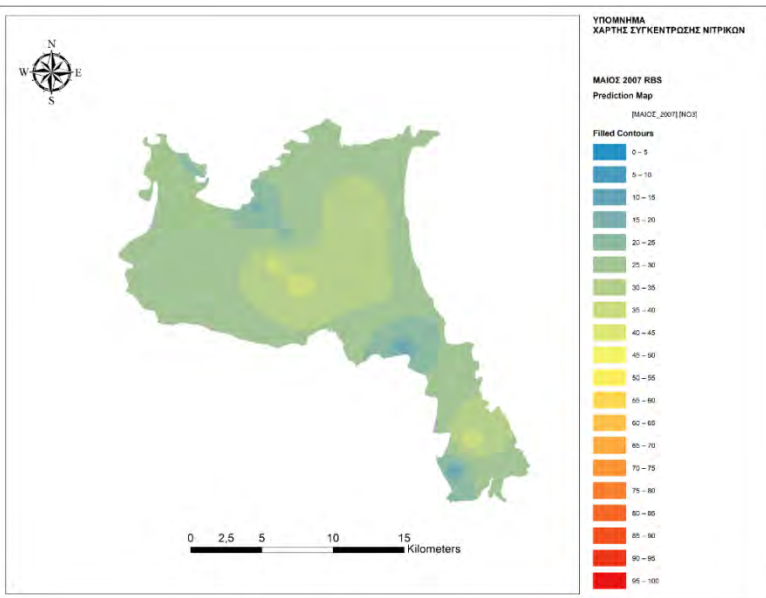 ΥΠΟΜΝΗΜΑ
ΧΑΡΤΗΣ ΣΥΓΚΕΝΤΡΩΣΗΣ ΝΙΤΡΙΚΩΝ
N
W E
S
ΜΑΙΟΣ 2007 RBS
Prediction Map
[ΜΑΙΟΣ_2007].[NO3]
Filled Contours
0 – 5
5 – 10
10 – 15
15 – 20
20 – 25
25 – 30
30 – 35
35 – 40
40 – 45
45 – 50
50 – 55
55 – 60
60 – 65
65 – 70
70 – 75
75 – 80
80 – 85
85 – 90
90 – 95
95 – 100
0 2,5 5 10 15
Kilometers